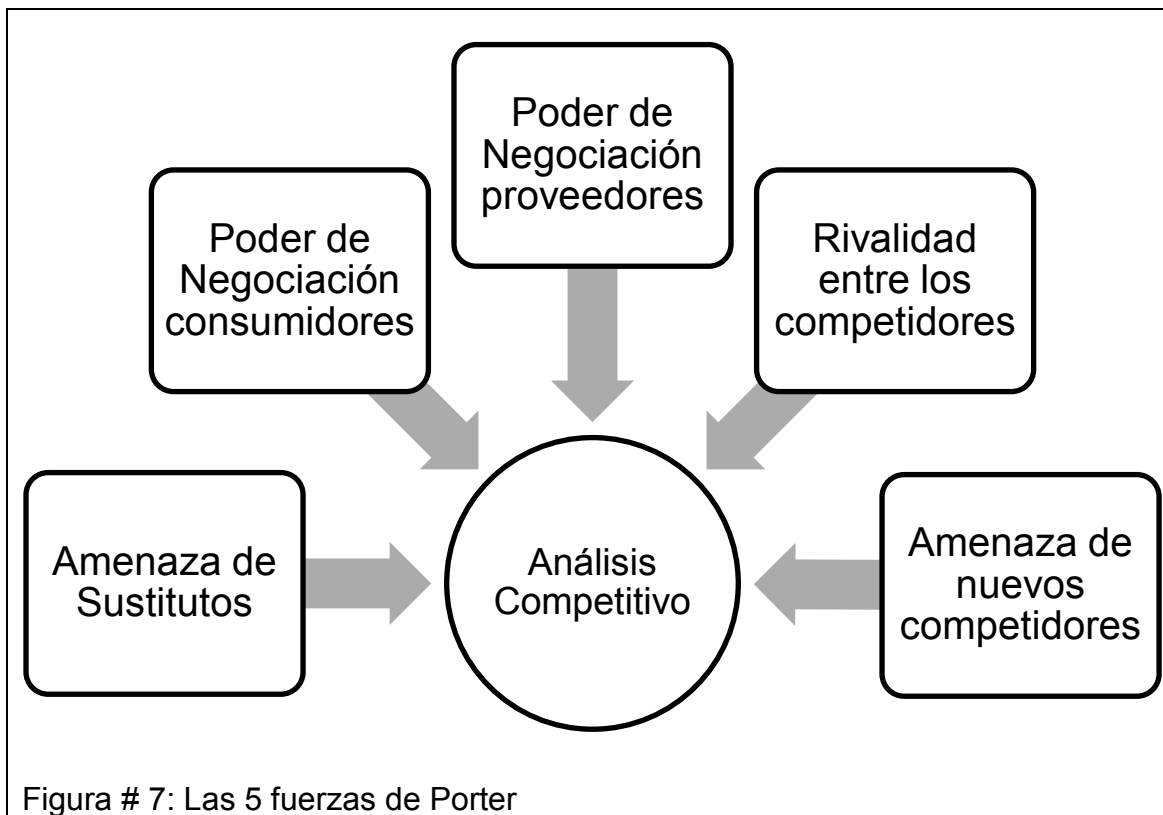 Poder de
Negociación
proveedores
Poder de
Negociación
consumidores
Rivalidad
entre los
competidores
Amenaza de
Sustitutos
Análisis
Competitivo
Amenaza de
nuevos
competidores
Figura # 7: Las 5 fuerzas de Porter